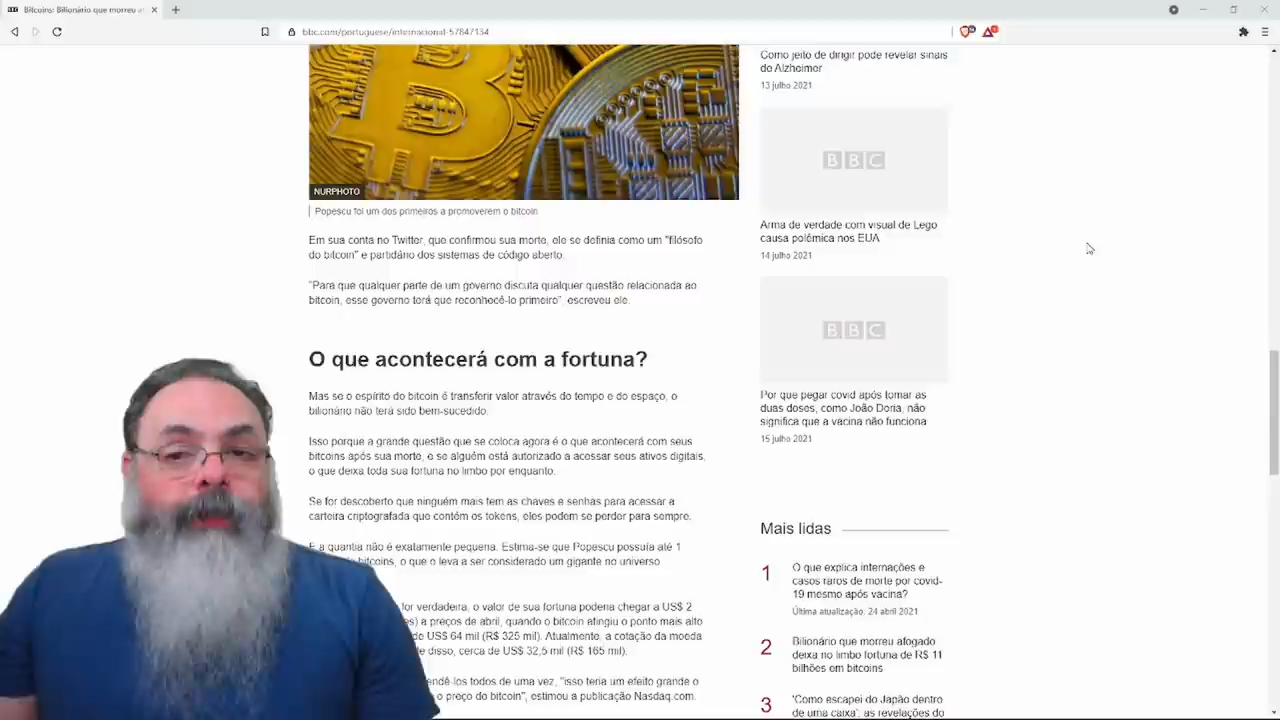 Bitcoins: Bilionário que morreu a
bbc.com/portuguese/internacional-57847134
NURPHOTO
Popescu foi um dos primeiros a promoverem o bitcoin
Em sua conta no Twitter, que confirmou sua morte, ele se definia como um "filósofo
do bitcoin" e partidário dos sistemas de código aberto.
"Para que qualquer parte de um governo discuta qualquer questão relacionada ao
bitcoin, esse governo terá que reconhecê-lo primeiro", escreveu ele.
O que acontecerá com a fortuna?
Mas se o espírito do bitcoin é transferir valor através do tempo e do espaço, o
bilionário não terá sido bem-sucedido.
Isso porque a grande questão que se coloca agora é o que acontecerá com seus
bitcoins após sua morte, e se alguém está autorizado a acessar seus ativos digitais,
o que deixa toda sua fortuna no limbo por enquanto.
Se for descoberto que ninguém mais tem as chaves e senhas para acessar a
carteira criptografada que contém os tokens, eles podem se perder para sempre.
E a quantia não é exatamente pequena. Estima-se que Popescu possuía até 1
bitcoins, o que o leva a ser considerado um gigante no universo
for verdadeira, o valor de sua fortuna poderia chegar a US$ 2
es) a preços de abril, quando o bitcoin atingiu o ponto mais alto
de US$ 64 mil (R$ 325 mil). Atualmente, a cotação da moeda
e disso, cerca de US$ 32,5 mil (R$ 165 mil).
endê-los todos de uma vez, "isso teria um efeito grande o
o preço do bitcoin", estimou a publicação Nasdaq.com.
Como jeito de dirigir pode revelar sinais
de Alzheimer
13 julho 2021
BBC
Arma de verdade com visual de Lego
causa polêmica nos EUA
14 julho 2021
BBC
Por que pegar covid após tomar as
duas doses, como João Doria, não
significa que a vacina não funciona
15 julho 2021
Mais lidas
1
O que explica internações e
casos raros de morte por covid-
19 mesmo após vacina?
Última atualização: 24 abril 2021
2
Bilionário que morreu afogado
deixa no limbo fortuna de R$ 11
bilhões em bitcoins
3
'Como escapei do Japão dentro
de uma caixa': as revelações do